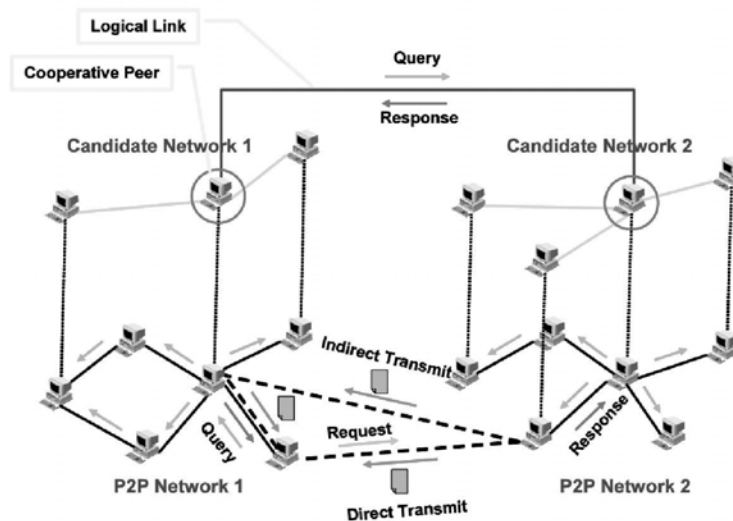 Logical Link
Query
Cooperative Peer
Response
Candidate Network 1
Candidate Network 2
Indirect Transmit
Query
Request
Response
P2P Network 1
P2P Network 2
Direct Transmit